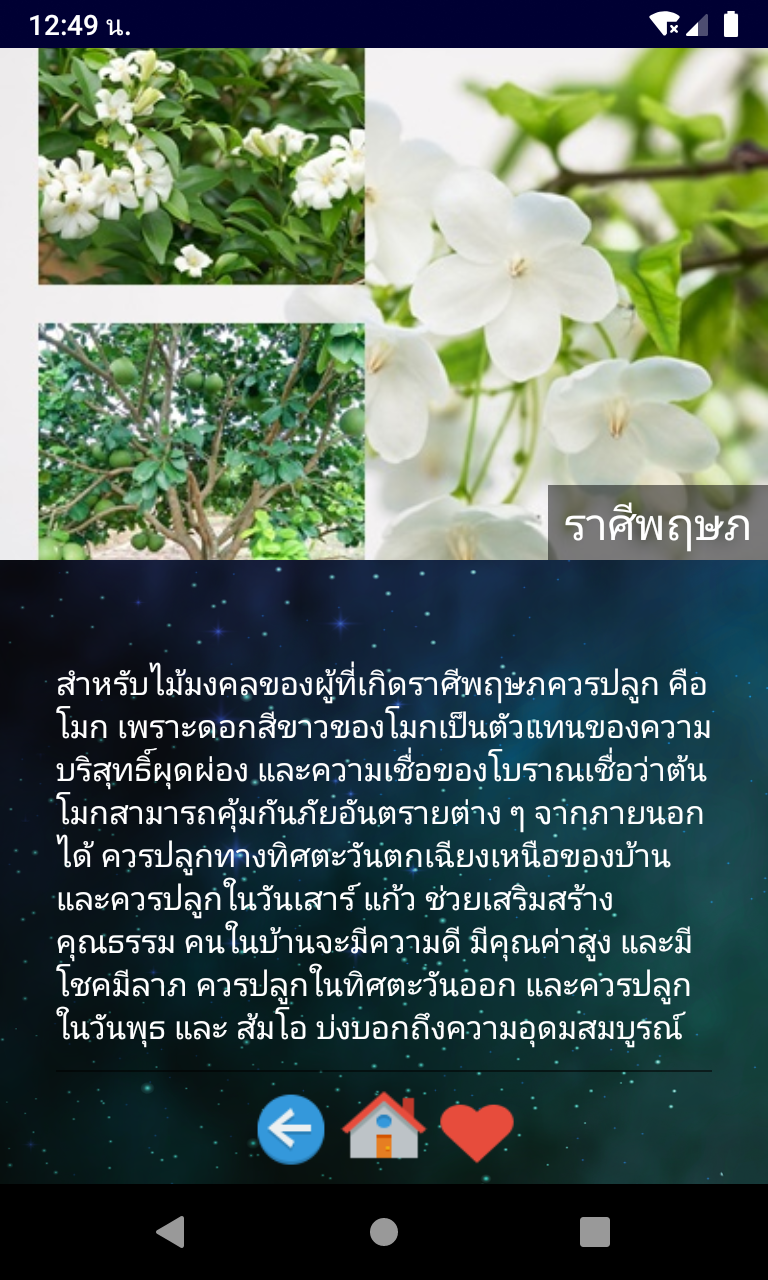 12:49 น.
ราศีพฤษภ
สำหรับไม้มงคลของผู้ที่เกิดราศีพฤษภควรปลูก คือ
โมก เพราะดอกสีขาวของโมกเป็นตัวแทนของความ
บริสุทธิ์ผุดผ่อง และความเชื่อของโบราณเชื่อว่าต้น
โมกสามารถคุ้มกันภัยอันตรายต่าง ๆ จากภายนอก
ได้ ควรปลูกทางทิศตะวันตกเฉียงเหนือของบ้าน
และควรปลูกในวันเสาร์ แก้ว ช่วยเสริมสร้าง
คุณธรรม คนในบ้านจะมีความดี มีคุณค่าสูง และมี
โชคมีลาภ ควรปลูกในทิศตะวันออก และควรปลูก
ในวันพุธ และ ส้มโอ บ่งบอกถึงความอุดมสมบูรณ์